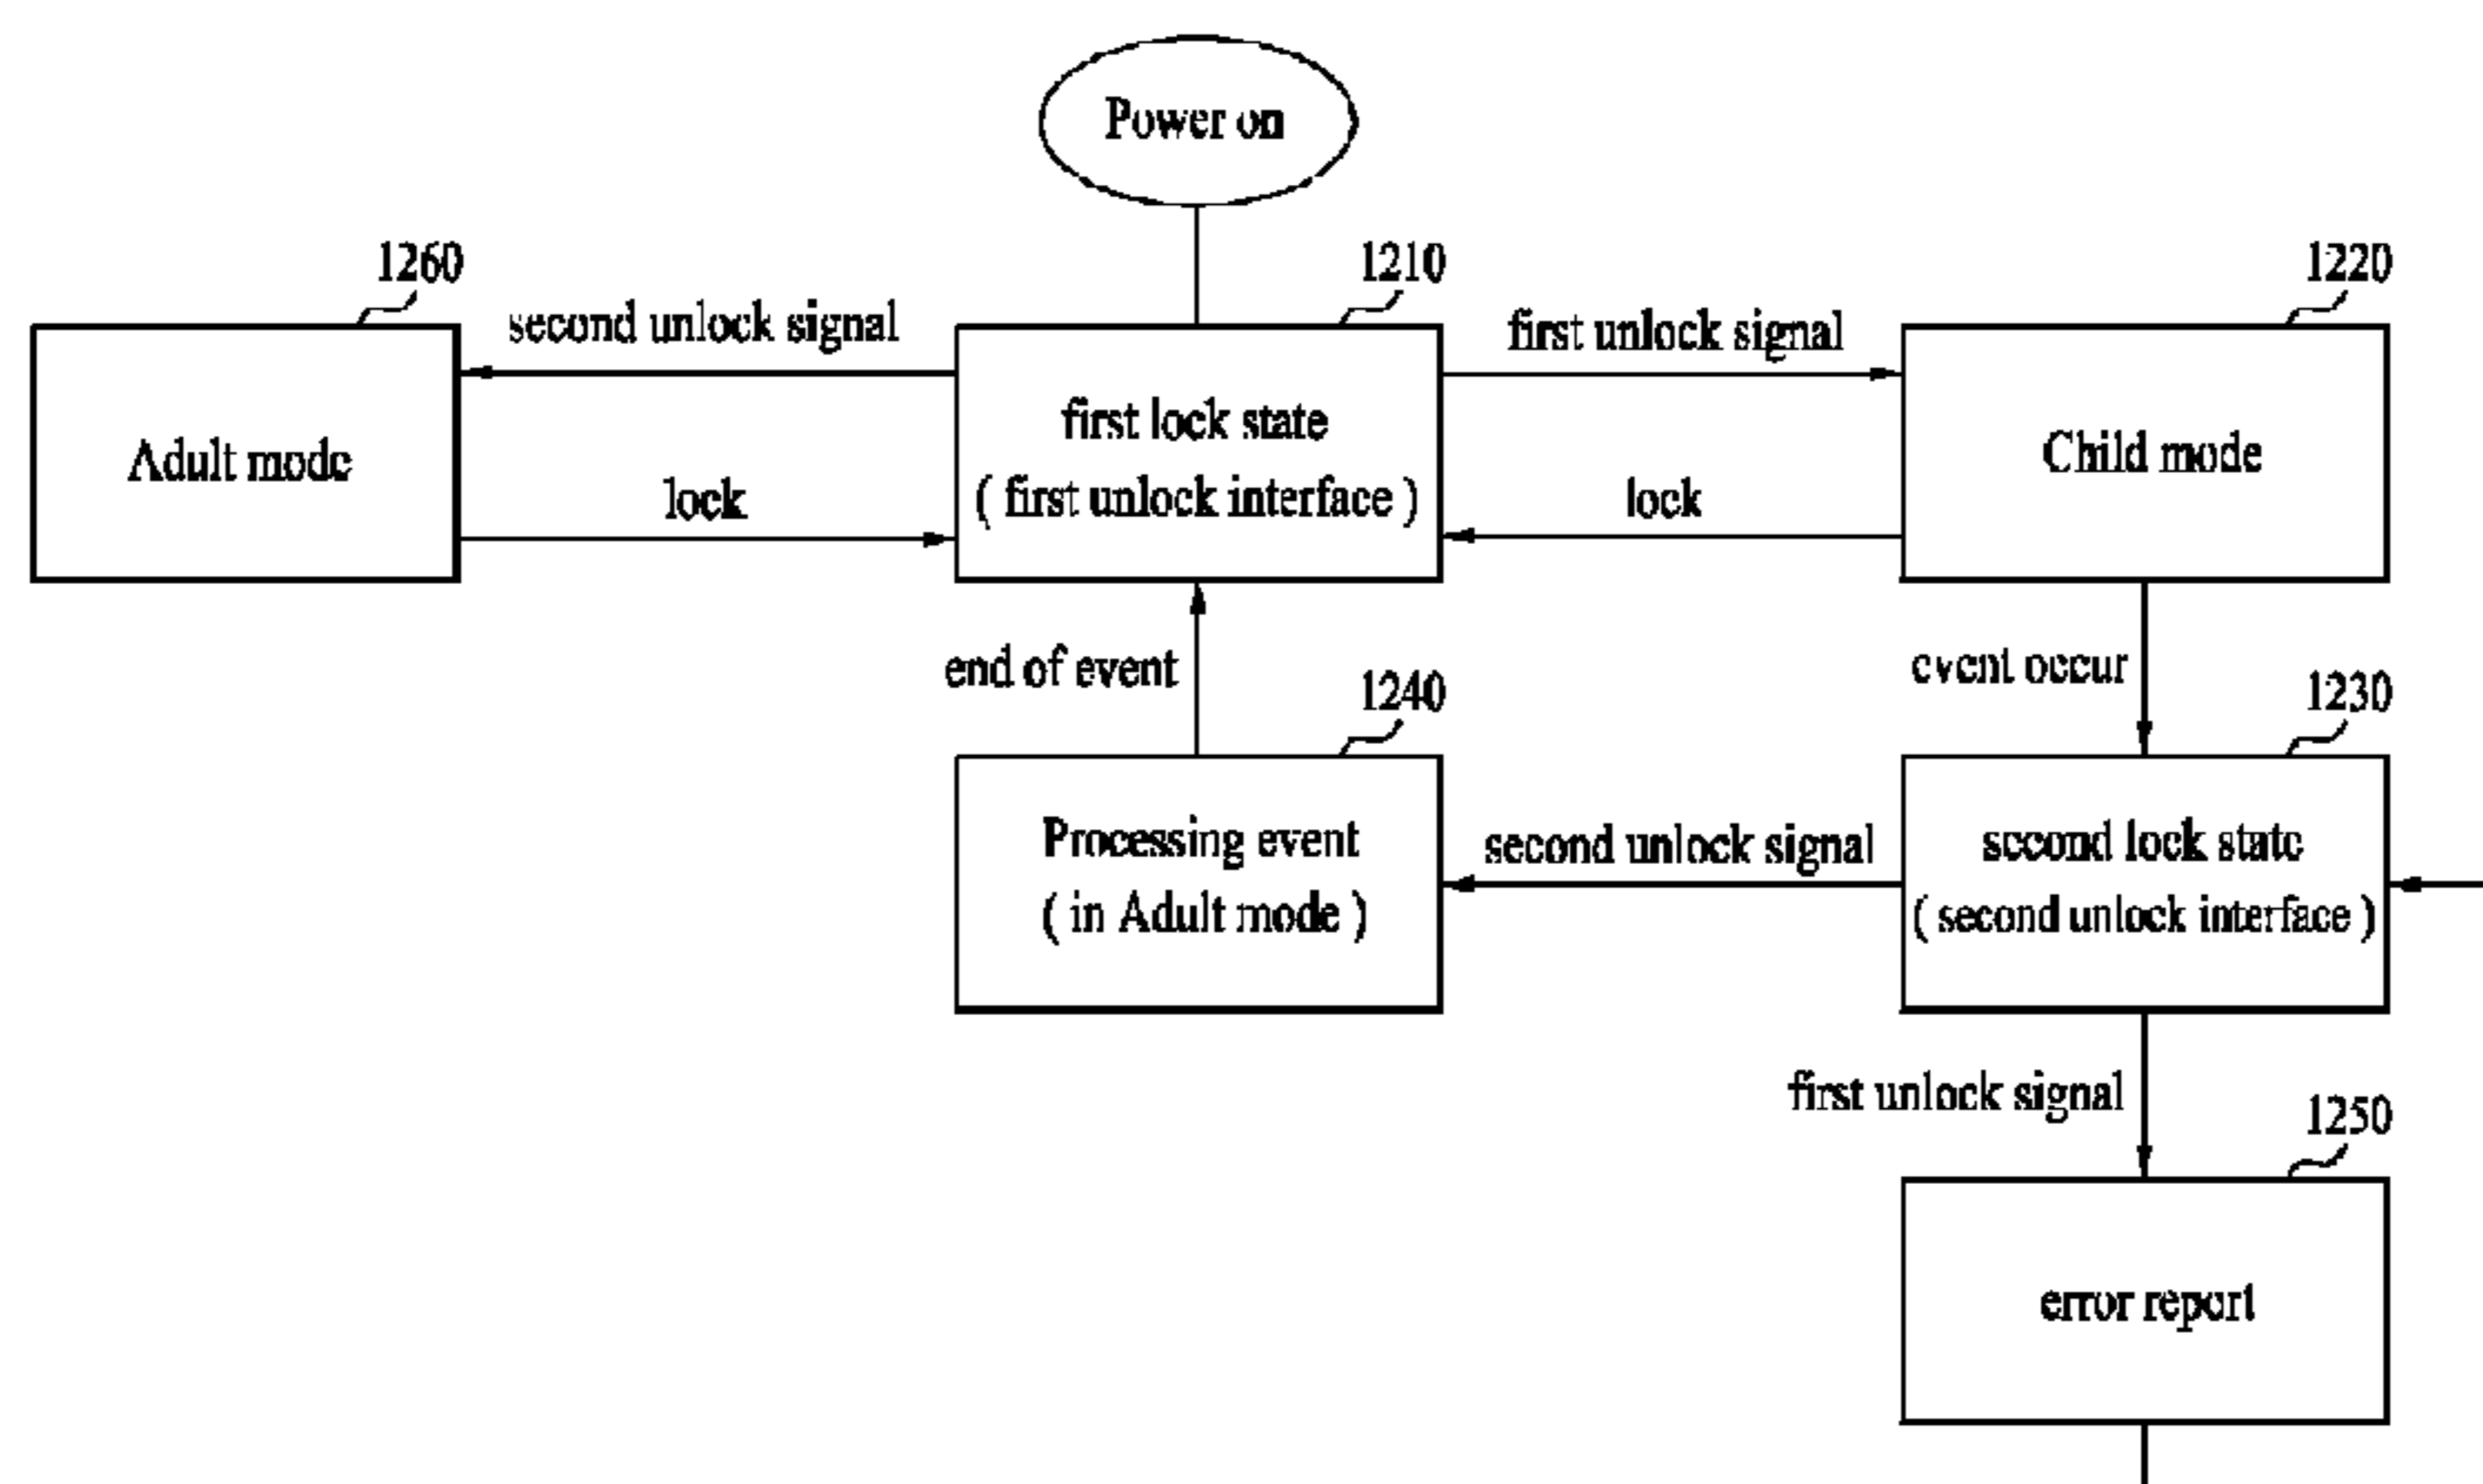 Power on
1260
1210
1220
second unlock signal
first unlock signal
Adult mode
first lock state
( first unlock interface )
Child mode
lock
lock
end of event
event occur
1240
1230
Processing event
( in Adult mode )
second unlock signal
second lock state
( second unlock interface )
first unlock signal
1250
error report